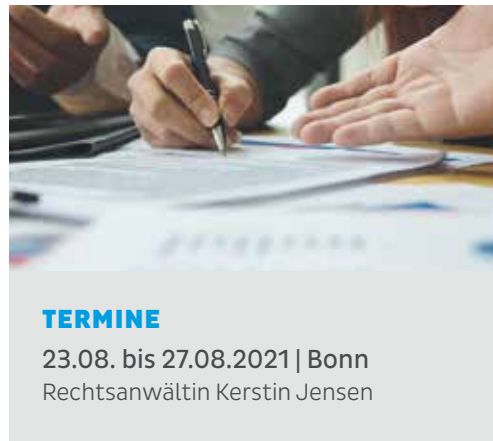 TERMINE
23.08. bis 27.08.2021 | Bonn
Rechtsanwältin Kerstin Jensen